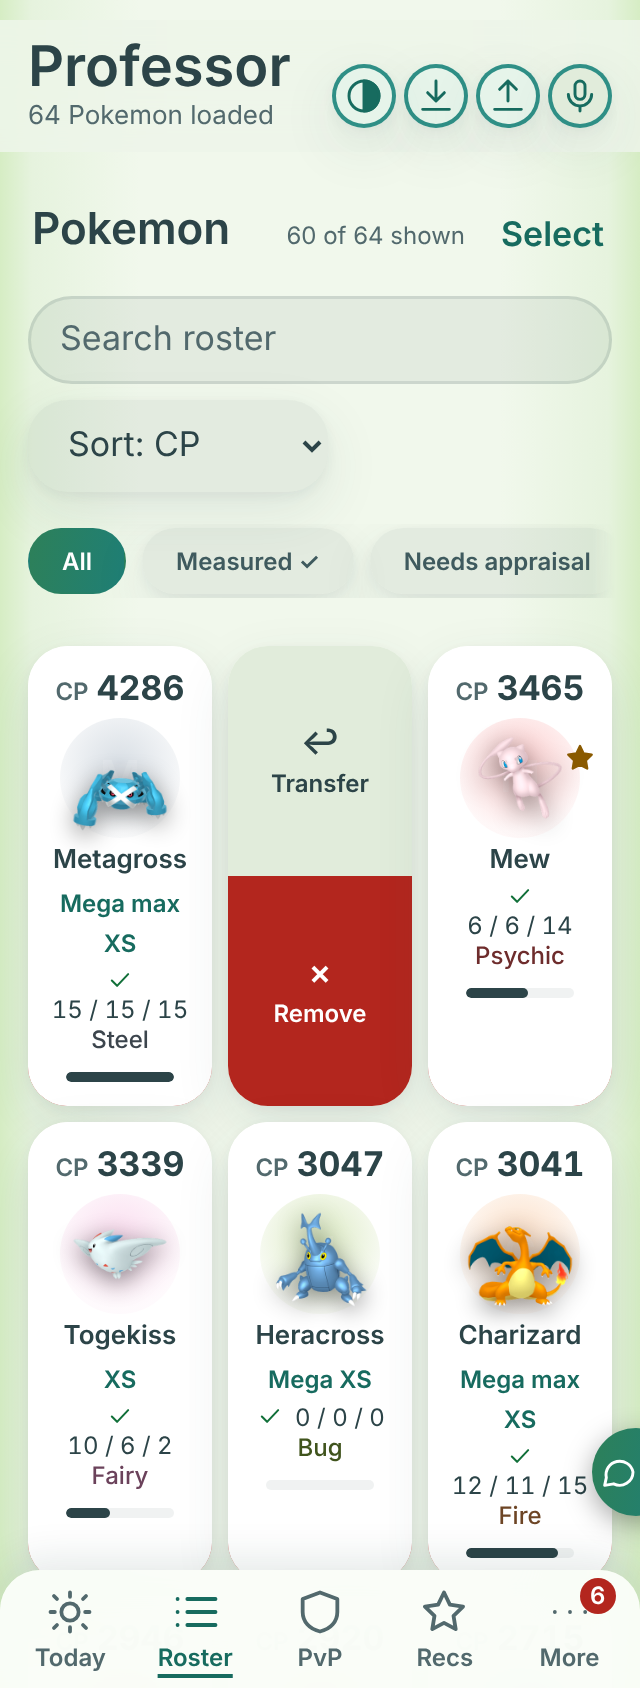 Professor
64 Pokemon loaded
Pokemon
60 of 64 shown
Select
Search roster
Sort: CP
All
Measured ✓
Needs appraisal
CP 4286
Metagross
Mega max
XS
✓
15 / 15 / 15
Steel
Transfer
× 
Remove
CP 3465
Mew
✓
6 / 6 / 14
Psychic
CP 3339
Togekiss
XS
✓
10 / 6 / 2
Fairy
CP 3047
Heracross
Mega XS
✓ 0 / 0 / 0
Bug
CP 3041
Charizard
Mega max
XS
✓
12 / 11 / 15
Fire
Today
Roster
PvP
Recs
6
More